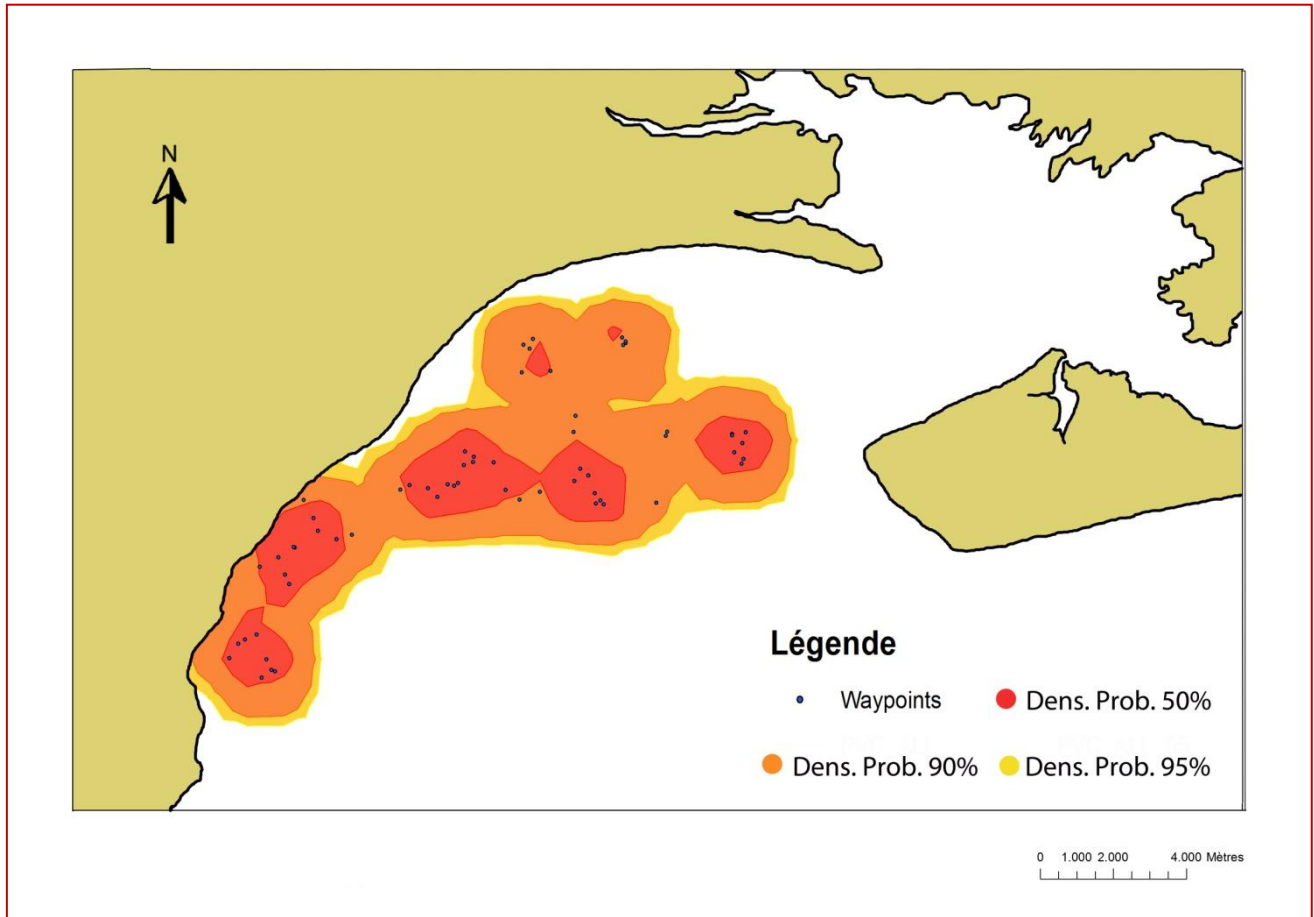 N
Légende
Waypoints
Dens. Prob. 50%
Dens. Prob. 90%
Dens. Prob. 95%
0 1.000 2.000 4.000 Mètres